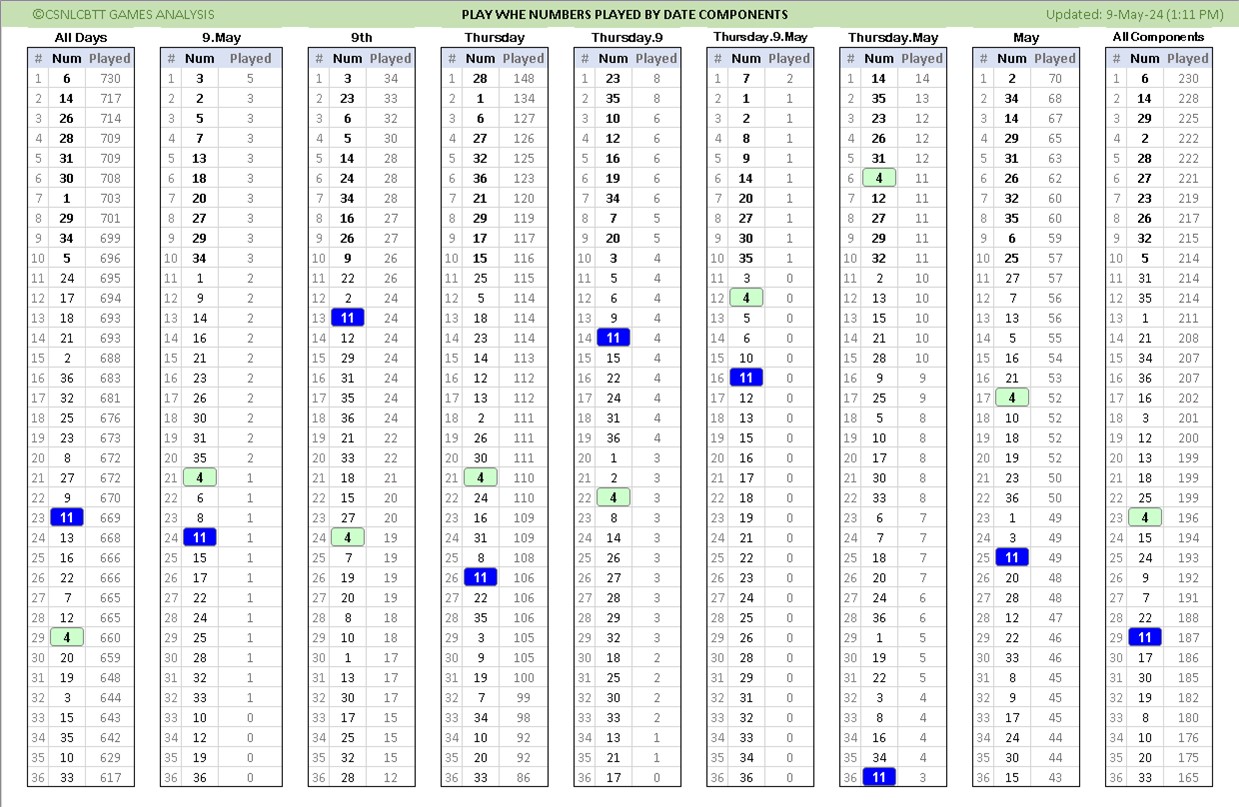 ©CSNLCBTT GAMES ANALYSIS PLAY WHE NUMBERS PLAYED BY DATE COMPONENTS Updated: 9-May-24 (1:11 PM)
All Days 9.May 9th Thursday Thursday.9 Thursday.9.May Thursday.May May All Components
# Num Played # Num Played # Num Played # Num Played # Num Played # Num Played # Num Played # Num Played # Num Played
1 6 730 1 3 5 1 3 34 1 28 148 1 23 8 1 7 2 1 14 14 1 2 70 1 6 230
2 14 717 2 2 3 2 23 33 2 1 134 2 35 8 2 1 1 2 35 13 2 34 68 2 14 228
3 26 714 3 5 3 3 6 32 3 6 127 3 10 6 3 2 1 3 23 12 3 14 67 3 29 225
4 28 709 4 7 3 4 5 30 4 27 126 4 12 6 4 8 1 4 26 12 4 29 65 4 2 222
5 31 709 5 13 3 5 14 28 5 32 125 5 16 6 5 9 1 5 31 12 5 31 63 5 28 222
6 30 708 6 18 3 6 24 28 6 36 123 6 19 6 6 14 1 6 4 11 6 26 62 6 27 221
7 1 703 7 20 3 7 34 28 7 21 120 7 34 6 7 20 1 7 12 11 7 32 60 7 23 219
8 29 701 8 27 3 8 16 27 8 29 119 8 7 5 8 27 1 8 27 11 8 35 60 8 26 217
9 34 699 9 29 3 9 26 27 9 17 117 9 20 5 9 30 1 9 29 11 9 6 59 9 32 215
10 5 696 10 34 3 10 9 26 10 15 116 10 3 4 10 35 1 10 32 11 10 25 57 10 5 214
11 24 695 11 1 2 11 22 26 11 25 115 11 5 4 11 3 0 11 2 10 11 27 57 11 31 214
12 17 694 12 9 2 12 2 24 12 5 114 12 6 4 12 4 0 12 13 10 12 7 56 12 35 214
13 18 693 13 14 2 13 11 24 13 18 114 13 9 4 13 5 0 13 15 10 13 13 56 13 1 211
14 21 693 14 16 2 14 12 24 14 23 114 14 11 4 14 6 0 14 21 10 14 5 55 14 21 208
15 2 688 15 21 2 15 29 24 15 14 113 15 15 4 15 10 0 15 28 10 15 16 54 15 34 207
16 36 683 16 23 2 16 31 24 16 12 112 16 22 4 16 11 0 16 9 9 16 21 53 16 36 207
17 32 681 17 26 2 17 35 24 17 13 112 17 24 4 17 12 0 17 25 9 17 4 52 17 16 202
18 25 676 18 30 2 18 36 24 18 2 111 18 31 4 18 13 0 18 5 8 18 10 52 18 3 201
19 23 673 19 31 2 19 21 22 19 26 111 19 36 4 19 15 0 19 10 8 19 18 52 19 12 200
20 8 672 20 35 2 20 33 22 20 30 111 20 1 3 20 16 0 20 17 8 20 19 52 20 13 199
21 27 672 21 4 1 21 18 21 21 4 110 21 2 3 21 17 0 21 30 8 21 23 50 21 18 199
22 9 670 22 6 1 22 15 20 22 24 110 22 4 3 22 18 0 22 33 8 22 36 50 22 25 199
23 11 669 23 8 1 23 27 20 23 16 109 23 8 3 23 19 0 23 6 7 23 1 49 23 4 196
24 13 668 24 11 1 24 4 19 24 31 109 24 14 3 24 21 0 24 7 7 24 3 49 24 15 194
25 16 666 25 15 1 25 7 19 25 8 108 25 26 3 25 22 0 25 18 7 25 11 49 25 24 193
26 22 666 26 17 1 26 19 19 26 11 106 26 27 3 26 23 0 26 20 7 26 20 48 26 9 192
27 7 665 27 22 1 27 20 19 27 22 106 27 28 3 27 24 0 27 24 6 27 28 48 27 7 191
28 12 665 28 24 1 28 8 18 28 35 106 28 29 3 28 25 0 28 36 6 28 12 47 28 22 188
29 4 660 29 25 1 29 10 18 29 3 105 29 32 3 29 26 0 29 1 5 29 22 46 29 11 187
30 20 659 30 28 1 30 1 17 30 9 105 30 18 2 30 28 0 30 19 5 30 33 46 30 17 186
31 19 648 31 32 1 31 13 17 31 19 100 31 25 2 31 29 0 31 22 5 31 8 45 31 30 185
32 3 644 32 33 1 32 30 17 32 7 99 32 30 2 32 31 0 32 3 4 32 9 45 32 19 182
33 15 643 33 10 0 33 17 15 33 34 98 33 33 2 33 32 0 33 8 4 33 17 45 33 8 180
34 35 642 34 12 0 34 25 15 34 10 92 34 13 1 34 33 0 34 16 4 34 24 44 34 10 176
35 10 629 35 19 0 35 32 15 35 20 92 35 21 1 35 34 0 35 34 4 35 30 44 35 20 175
36 33 617 36 36 0 36 28 12 36 33 86 36 17 0 36 36 0 36 11 3 36 15 43 36 33 165